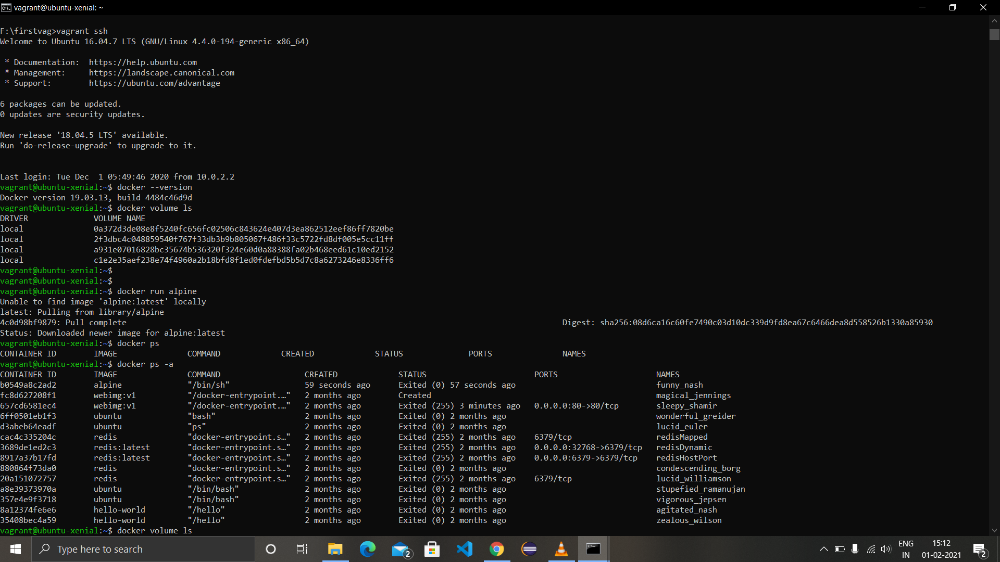 vagrant@ubuntu-xenial: ~
F:\firstvag>vagrant ssh
Welcome to Ubuntu 16.04.7 LTS (GNU/Linux 4.4.0-194-generic x86_64)
* Documentation:  https://help.ubuntu.com
* Management:     https://landscape.canonical.com
* Support:        https://ubuntu.com/advantage
6 packages can be updated.
0 updates are security updates.
New release '18.04.5 LTS' available.
Run 'do-release-upgrade' to upgrade to it.
Last login: Tue Dec  1 05:49:46 2020 from 10.0.2.2
vagrant@ubuntu-xenial:~$ docker --version
Docker version 19.03.13, build 4484c46d9d
vagrant@ubuntu-xenial:~$ docker volume ls
DRIVER              VOLUME NAME
local               0a372d3de08e8f5240fc656fc02506c843624e407d3ea862512eef86ff7820be
local               2f3dbc4c048859540f767f33db3b9b805067f486f33c5722fd8df005e5cc11ff
local               a931e07016828bc35674b536320f324e60d0a88388fa02b468eed61c10ed2152
local               c1e2e35aef238e74f4960a2b18bfd8f1ed0fdefbd5b5d7c8a6273246e8336ff6
vagrant@ubuntu-xenial:~$
vagrant@ubuntu-xenial:~$
vagrant@ubuntu-xenial:~$ docker run alpine
Unable to find image 'alpine:latest' locally
latest: Pulling from library/alpine
4c0d98bf9879: Pull complete Digest: sha256:08d6ca16c60fe7490c03d10dc339d9fd8ea67c6466dea8d558526b1330a85930
Status: Downloaded newer image for alpine:latest
vagrant@ubuntu-xenial:~$ docker ps
CONTAINER ID        IMAGE               COMMAND             CREATED             STATUS              PORTS               NAMES
vagrant@ubuntu-xenial:~$ docker ps -a
CONTAINER ID        IMAGE               COMMAND                  CREATED             STATUS                       PORTS                     NAMES
b0549a8c2ad2        alpine              "/bin/sh"                59 seconds ago      Exited (0) 57 seconds ago                              funny_nash
fc8d627208f1        webimg:v1           "/docker-entrypoint.…"   2 months ago        Created                                                magical_jennings
657cd6581ec4        webimg:v1           "/docker-entrypoint.…"   2 months ago        Exited (255) 3 minutes ago   0.0.0.0:80->80/tcp        sleepy_shamir
6ff0501eb1f3        ubuntu              "bash"                   2 months ago        Exited (0) 2 months ago                                wonderful_greider
d3abeb64eadf        ubuntu              "ps"                     2 months ago        Exited (0) 2 months ago                                lucid_euler
cac4c335204c        redis               "docker-entrypoint.s…"   2 months ago        Exited (255) 2 months ago    6379/tcp                  redisMapped
3689de1ed2c3        redis:latest        "docker-entrypoint.s…"   2 months ago        Exited (255) 2 months ago    0.0.0.0:32768->6379/tcp   redisDynamic
8917a37b17fd        redis:latest        "docker-entrypoint.s…"   2 months ago        Exited (255) 2 months ago    0.0.0.0:6379->6379/tcp    redisHostPort
880864f73da0        redis               "docker-entrypoint.s…"   2 months ago        Exited (0) 2 months ago                                condescending_borg
20a151072757        redis               "docker-entrypoint.s…"   2 months ago        Exited (255) 2 months ago    6379/tcp                  lucid_williamson
a8e39373970a        ubuntu              "/bin/bash"              2 months ago        Exited (0) 2 months ago                                stupefied_ramanujan
357e4e9f3718        ubuntu              "/bin/bash"              2 months ago        Exited (0) 2 months ago                                vigorous_jepsen
8a12374fe6e6        hello-world         "/hello"                 2 months ago        Exited (0) 2 months ago                                agitated_nash
35408bec4a59        hello-world         "/hello"                 2 months ago        Exited (0) 2 months ago                                zealous_wilson
vagrant@ubuntu-xenial:~$ docker volume ls
Type here to search
2
ENG
IN
15:12
01-02-2021
2